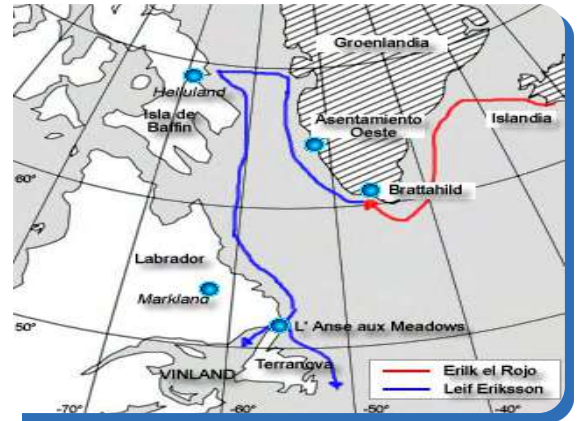 Groenlandia
Helluland
Isla de
Baffin
Asentamiento
Oeste
Islandia
60°
Brattahild
Labrador
Markland
50°
L' Anse aux Meadows
Terranova
VINLAND
Erilk el Rojo
Leif Eriksson
-70°
-60°
-50°
-40°